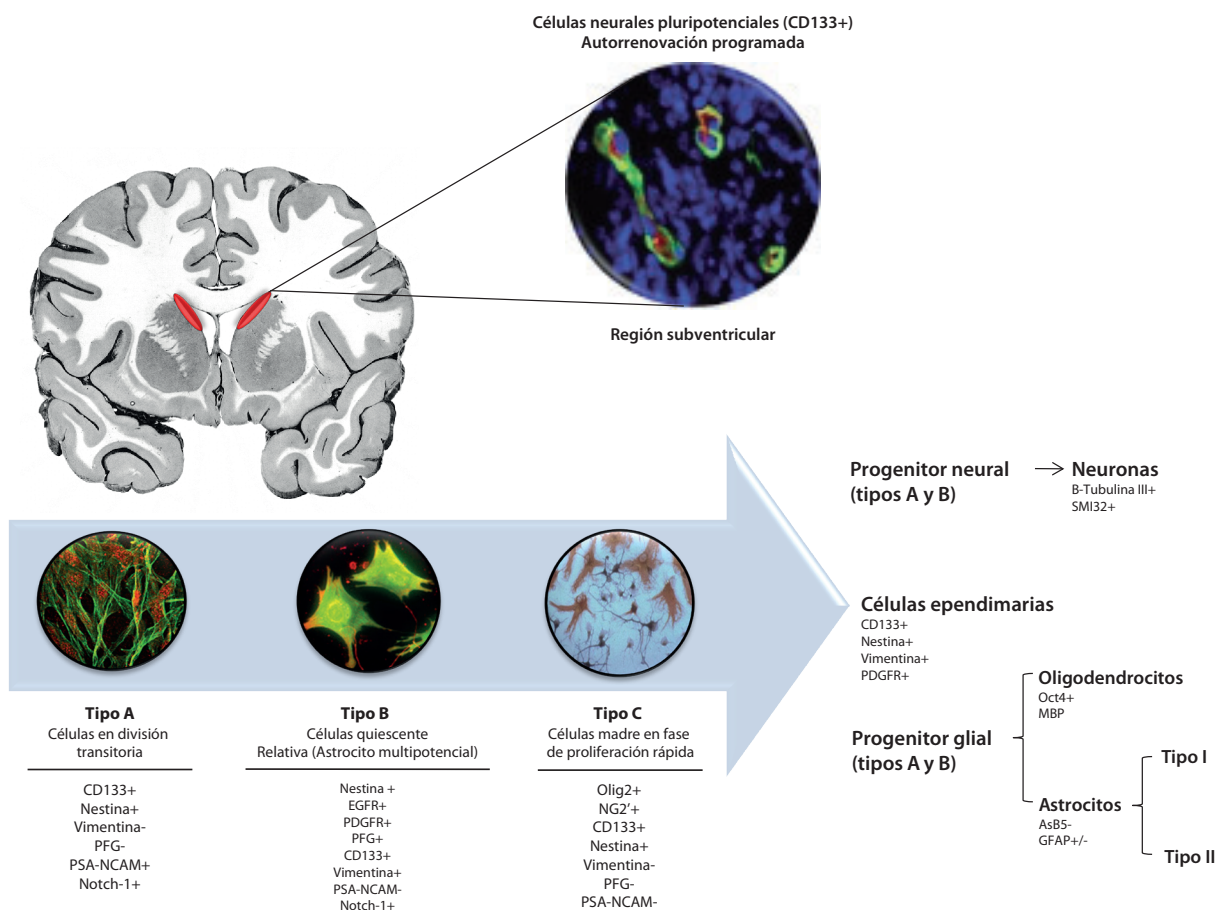 Células neurales pluripotenciales (CD133+)
Autorrenovación programada
Región subventricular
Tipo A
Células en división
transitoria
CD133+
Nestina+
Vimentina-
PFG-
PSA-NCAM+
Notch-1+
Tipo B
Células quiescente
Relativa (Astrocito multipotencial)
Nestina +
EGFR+
PDGFR+
PFG+
CD133+
Vimentina+
PSA-NCAM-
Notch-1+
Tipo C
Células madre en fase
de proliferación rápida
Olig2+
NG2'+
CD133+
Nestina+
Vimentina-
PFG-
PSA-NCAM-
Progenitor neural
(tipos A y B)
Neuronas
B-Tubulina III+
SMI32+
Células ependimarias
CD133+
Nestina+
Vimentina+
PDGFR+
Progenitor glial
(tipos A y B)
Oligodendrocitos
Oct4+
MBP
Astrocitos
AsB5-
GFAP+/-
Tipo I
Tipo II